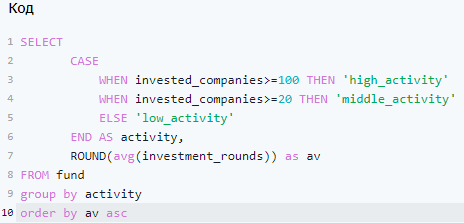 Код
1 SELECT
2 CASE
3 WHEN invested_companies>=100 THEN 'high_activity'
4 WHEN invested_companies>=20 THEN 'middle_activity'
5 ELSE 'low_activity'
6 END AS activity,
7 ROUND(avg(investment_rounds)) as av
8 FROM fund
9 group by activity
10 order by av asc